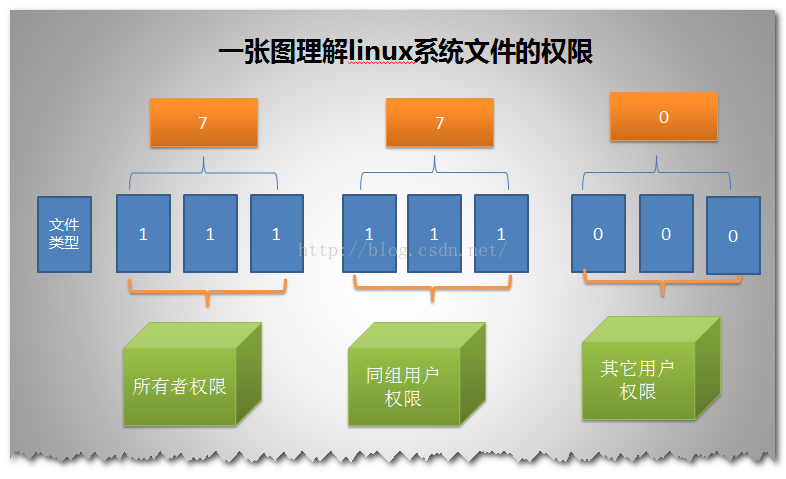 一张图理解linux系统文件的权限
7
7
0
文件
类型
1
1
1
1
1
1
0
0
0
http://blog.csdn.net/
所有者权限
同组用户
权限
其它用户
权限